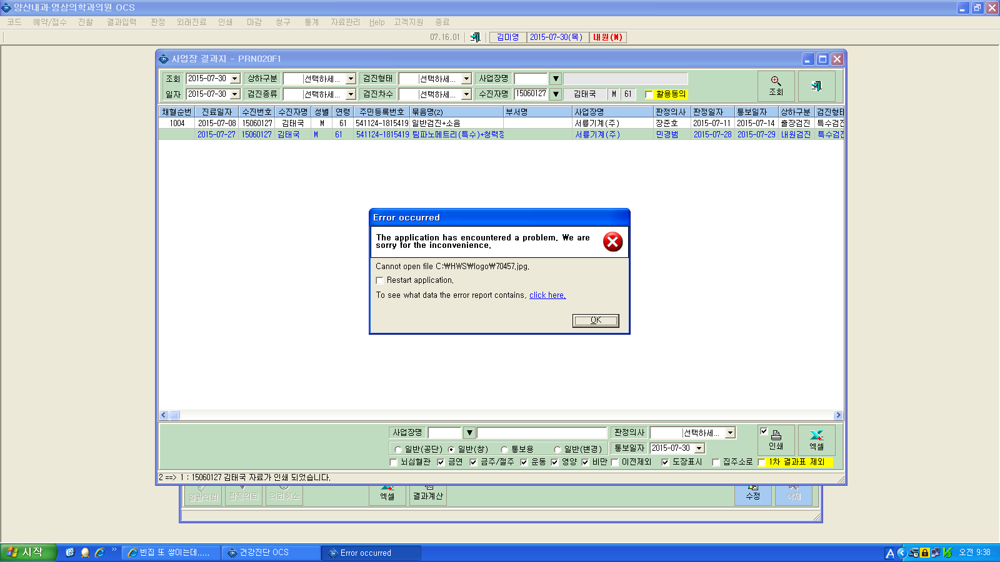 양산내과·영상의학과의원 OCS
코드 예약/접수 진찰 결과입력 판정 외래진료 인쇄 마감 청구 통계 자료관리 Help 고객지원 종료
07.16.01 김미영 2015-07-30(목) 내원(M)
사업장 결과지 - PRN020F1
조회 2015-07-30 상하구분 선택하세... 검진형태 선택하세... 사업장명
일자 2015-07-30 검진종류 선택하세... 검진차수 선택하세... 수진자명 15060127 김태국 M 61 활용동의
조회
채혈순번 진료일자 수진번호 수진자명 성별 연령 주민등록번호 묶음명(2) 부서명 사업장명 판정의사 판정일자 통보일자 상하구분 검진형태
1004 2015-07-08 15060127 김태국 M 61 541124-1815419 일반검진+소음 서릉기계(주) 장준호 2015-07-11 2015-07-14 출장검진 특수검진
2015-07-27 15060127 김태국 M 61 541124-1815419 팀파노메트리(특수)+청력정 서릉기계(주) 민경범 2015-07-28 2015-07-29 내원검진 특수검진
Error occurred
The application has encountered a problem. We are
sorry for the inconvenience.
Cannot open file C:₩HWS₩logo₩70457.jpg.
Restart application.
To see what data the error report contains, click here.
OK
사업장명 판정의사 선택하세...
일반(공단) 일반(창) 통보용 일반(변경) 통보일자 2015-07-30
인쇄 엑셀
뇌심혈관 금연 금주/절주 운동 영양 비만 이전제외 도장표시 집주소로 1차 결과표 제외
2 ==> 1 : 15060127 김태국 자료가 인쇄 되었습니다.
일괄의뢰 판정의뢰 의뢰취소 엑셀 결과계산 수정 삭제
시작 빈집 또 쌓이는데..... 건강진단 OCS Error occurred A 오전 9:38